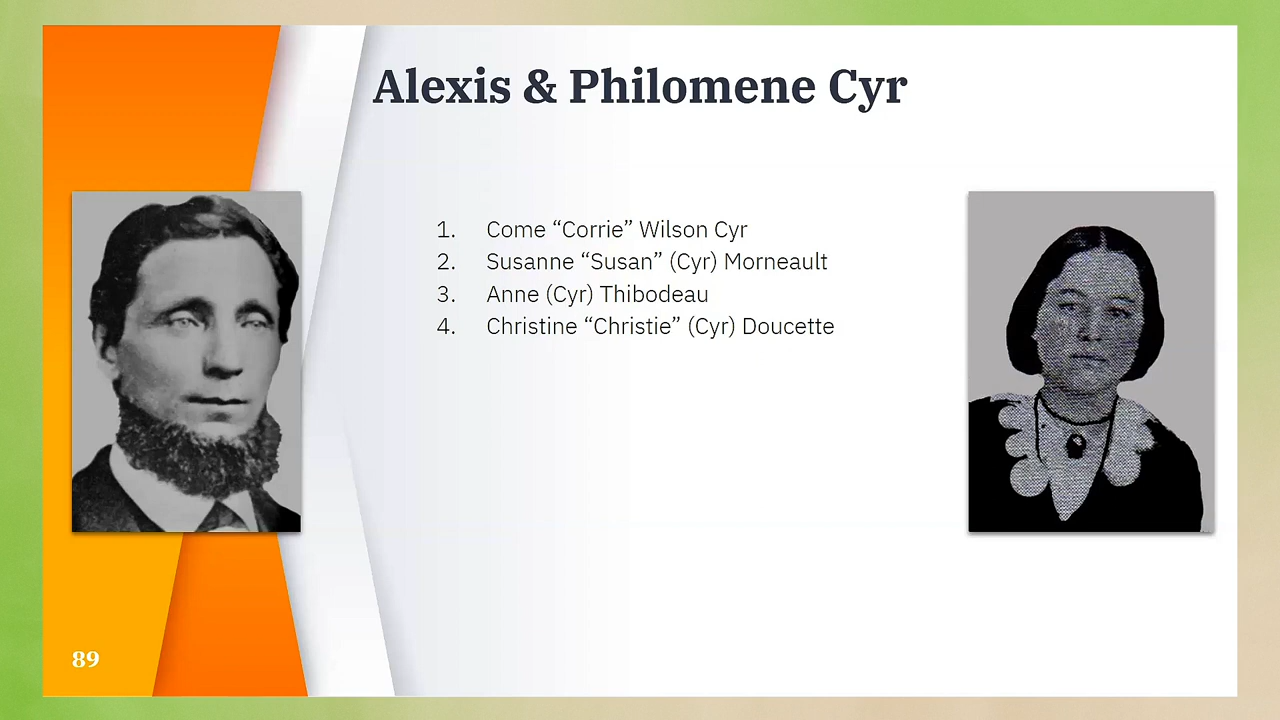 Alexis & Philomene Cyr
1. Come “Corrie” Wilson Cyr
2. Susanne “Susan” (Cyr) Morneault
3. Anne (Cyr) Thibodeau
4. Christine “Christie” (Cyr) Doucette
89